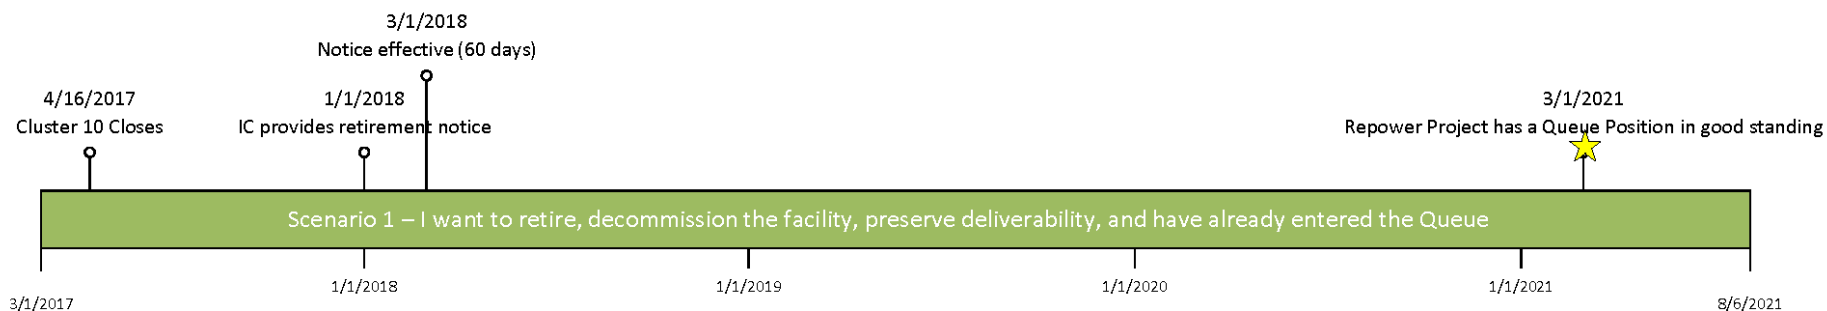 3/1/2018
Notice effective (60 days)
4/16/2017
Cluster 10 Closes
1/1/2018
IC provides retirement notice
3/1/2021
Repower Project has a Queue Position in good standing
Scenario 1 – I want to retire, decommission the facility, preserve deliverability, and have already entered the Queue
3/1/2017
1/1/2018
1/1/2019
1/1/2020
1/1/2021
8/6/2021